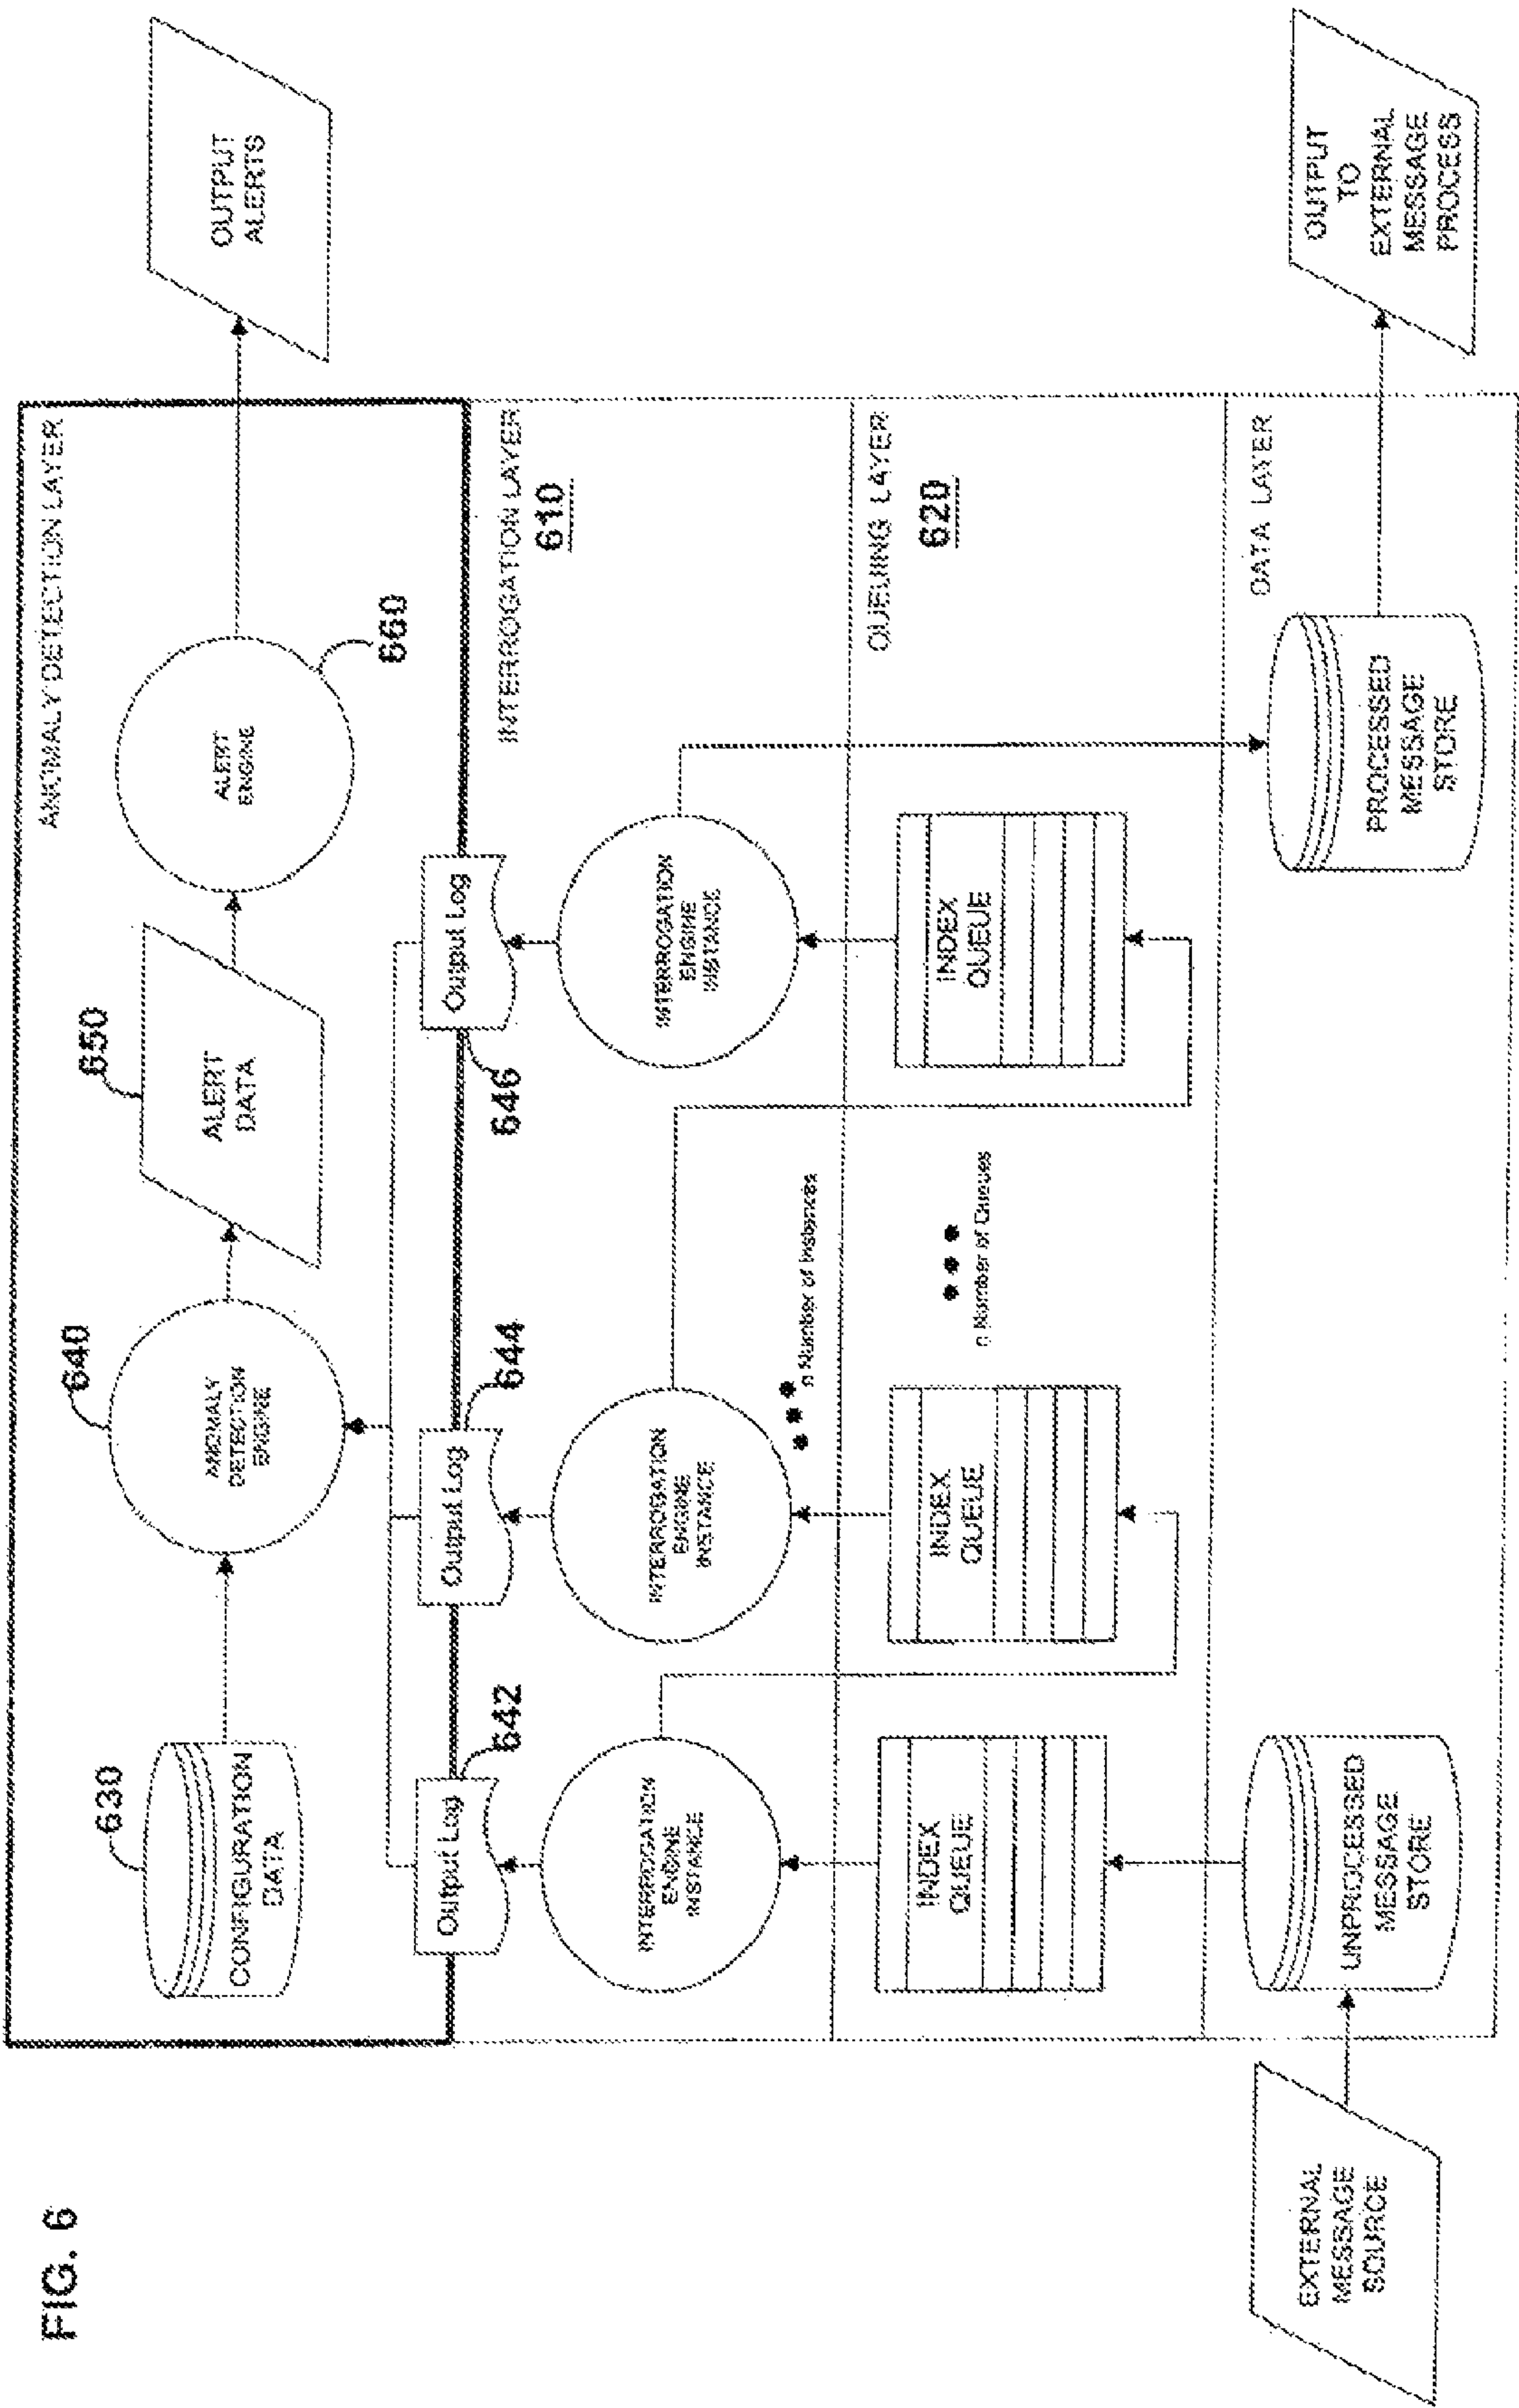 FIG. 6
ANOMALY DETECTION LAYER
630
CONFIGURATION
DATA
640
ANOMALY
DETECTION
ENGINE
650
ALERT
DATA
ALERT
ENGINE
660
OUTPUT
ALERTS
Output Log
642
Output Log
644
Output Log
646
INTERROGATION LAYER
610
INTERROGATION
ENGINE
INSTANCE
INTERROGATION
ENGINE
INSTANCE
INTERROGATION
ENGINE
INSTANCE
n Number of Instances
QUEUING LAYER
620
INDEX
QUEUE
INDEX
QUEUE
n Number of Queues
INDEX
QUEUE
DATA LAYER
EXTERNAL
MESSAGE
SOURCE
UNPROCESSED
MESSAGE
STORE
PROCESSED
MESSAGE
STORE
OUTPUT
TO
EXTERNAL
MESSAGE
PROCESS